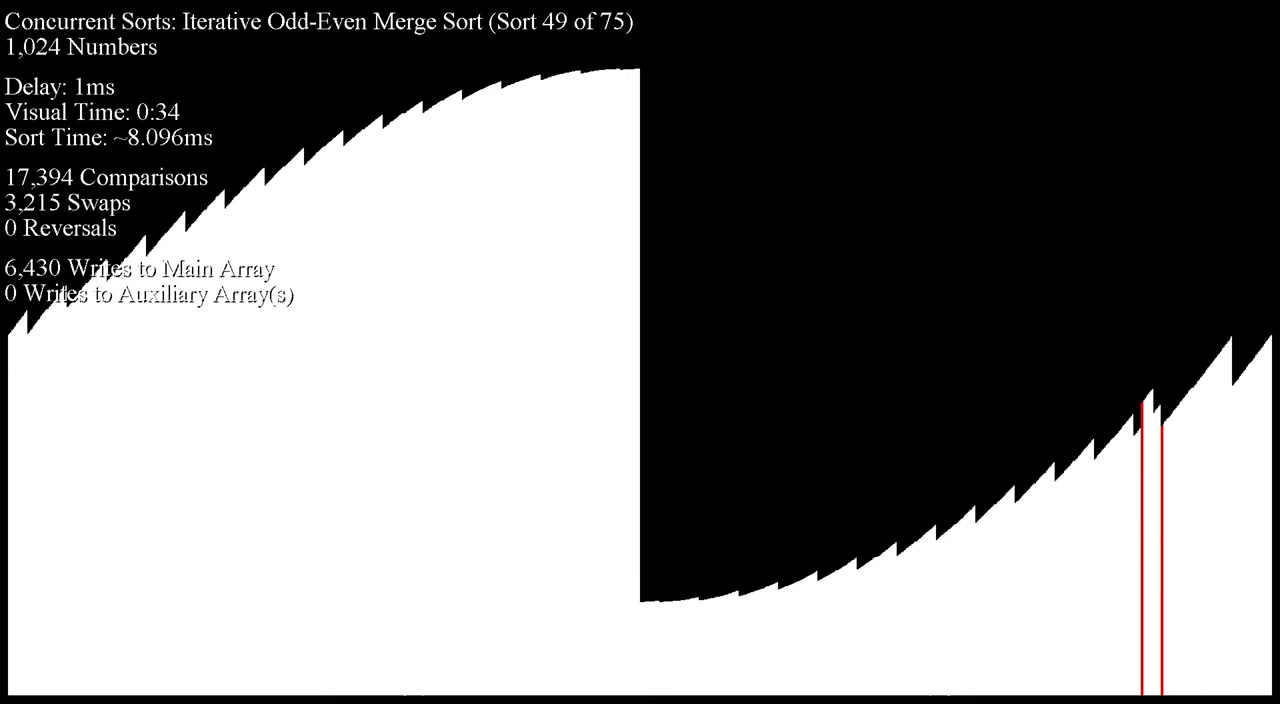 Concurrent Sorts: Iterative Odd-Even Merge Sort (Sort 49 of 75)
1,024 Numbers
Delay: 1ms
Visual Time: 0:34
Sort Time: ~8.096ms
17,394 Comparisons
3,215 Swaps
0 Reversals
6,430 Writes to Main Array
0 Writes to Auxiliary Array(s)